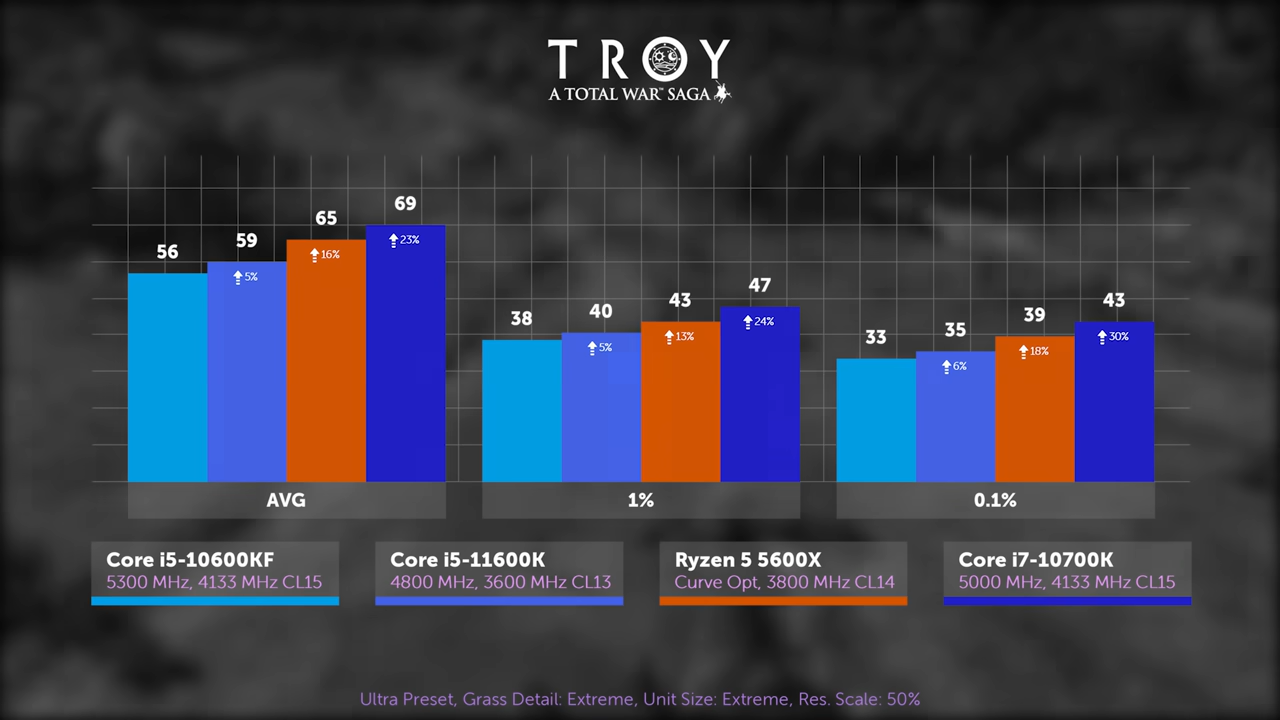 TROY
A TOTAL WAR™ SAGA
56
59
65
69
5%
16%
23%
38
40
43
47
5%
13%
24%
33
35
39
43
6%
18%
30%
AVG
1%
0.1%
Core i5-10600KF
5300 MHz, 4133 MHz CL15
Core i5-11600K
4800 MHz, 3600 MHz CL13
Ryzen 5 5600X
Curve Opt, 3800 MHz CL14
Core i7-10700K
5000 MHz, 4133 MHz CL15
Ultra Preset, Grass Detail: Extreme, Unit Size: Extreme, Res. Scale: 50%